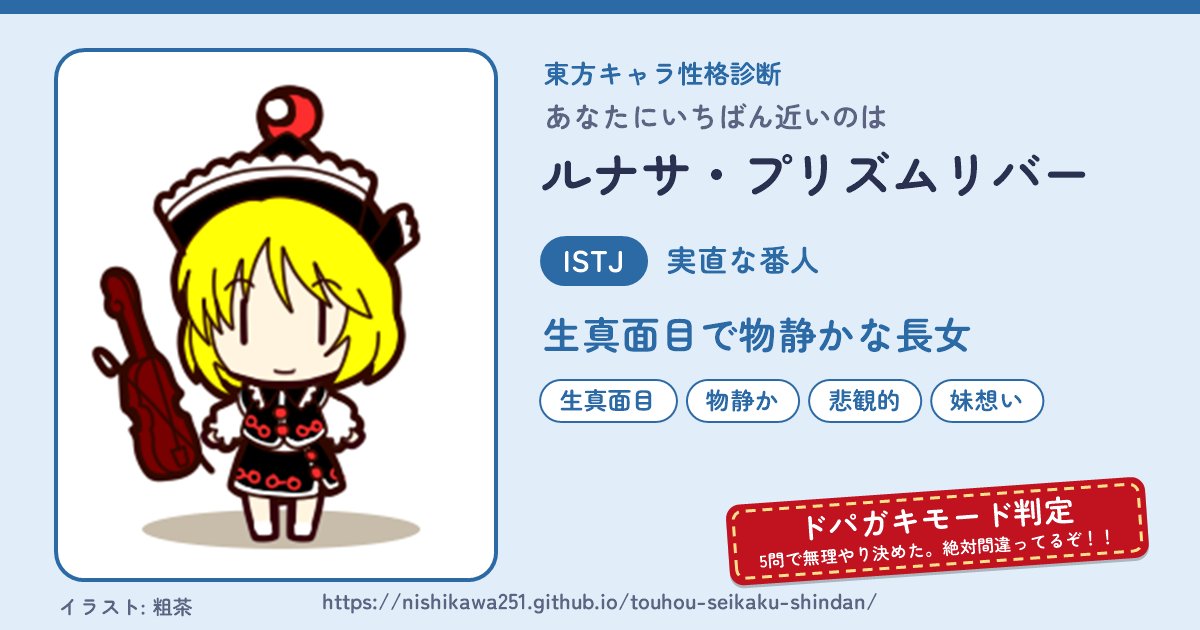 東方キャラ性格診断
あなたにいちばん近いのは
ルナサ・プリズムリバー
ISTJ 実直な番人
生真面目で物静かな長女
生真面目 物静か 悲観的 妹想い
ドパガキモード判定
5問で無理やり決めた。絶対間違ってるぞ！！
イラスト: 粗茶
https://nishikawa251.github.io/touhou-seikaku-shindan/